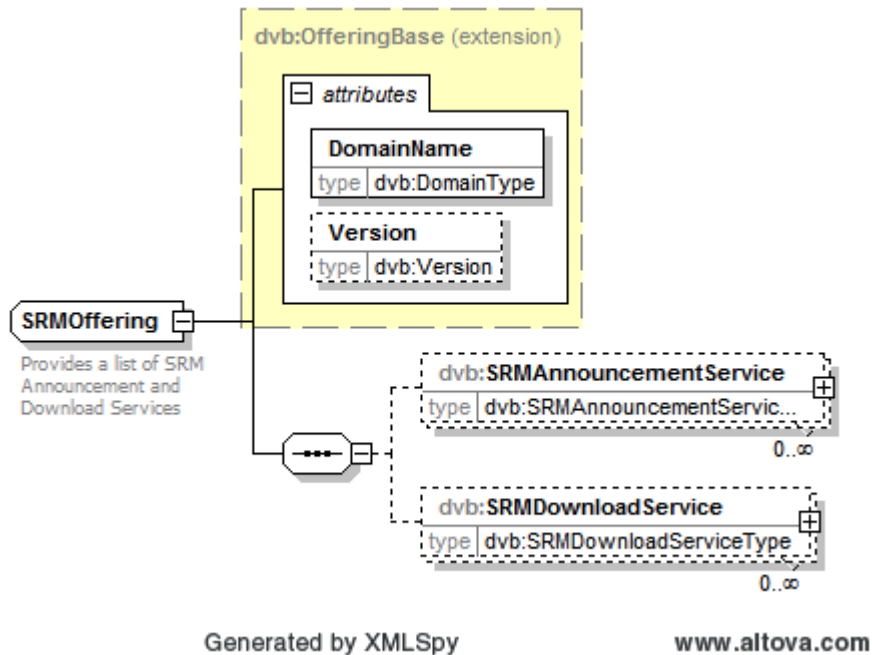 dvb:OfferingBase (extension)
attributes
DomainName
type dvb:DomainType
Version
type dvb:Version
SRMOffering
Provides a list of SRM
Announcement and
Download Services
dvb:SRMAnnouncementService
type dvb:SRMAnnouncementServic...
0..∞
dvb:SRMDownloadService
type dvb:SRMDownloadServiceType
0..∞
Generated by XMLSpy www.altova.com